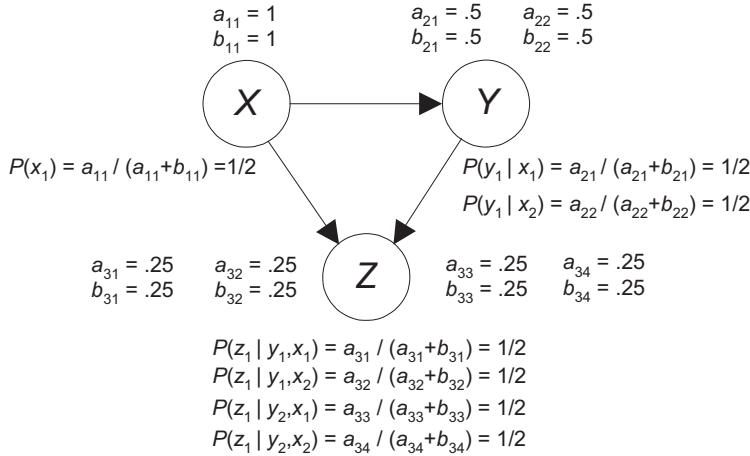 a₁₁ = 1
b₁₁ = 1
a₂₁ = .5 a₂₂ = .5
b₂₁ = .5 b₂₂ = .5
X
Y
P(x₁) = a₁₁ / (a₁₁+b₁₁) =1/2
P(y₁ | x₁) = a₂₁ / (a₂₁+b₂₁) = 1/2
P(y₁ | x₂) = a₂₂ / (a₂₂+b₂₂) = 1/2
a₃₁ = .25 a₃₂ = .25
b₃₁ = .25 b₃₂ = .25
Z
a₃₃ = .25 a₃₄ = .25
b₃₃ = .25 b₃₄ = .25
P(z₁ | y₁,x₁) = a₃₁ / (a₃₁+b₃₁) = 1/2
P(z₁ | y₁,x₂) = a₃₂ / (a₃₂+b₃₂) = 1/2
P(z₁ | y₂,x₁) = a₃₃ / (a₃₃+b₃₃) = 1/2
P(z₁ | y₂,x₂) = a₃₄ / (a₃₄+b₃₄) = 1/2